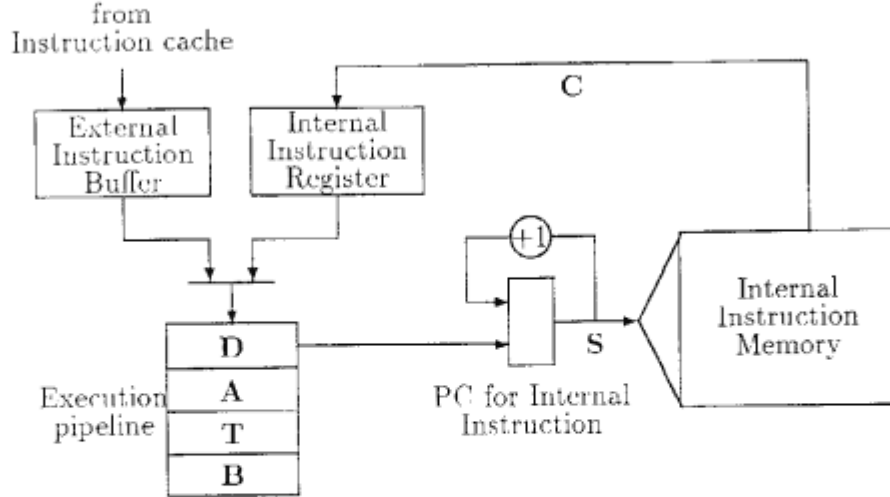 from
Instruction cache
C
External
Instruction
Buffer
Internal
Instruction
Register
+1
Internal
Instruction
Memory
S
D
A
T
B
Execution
pipeline
PC for Internal
Instruction